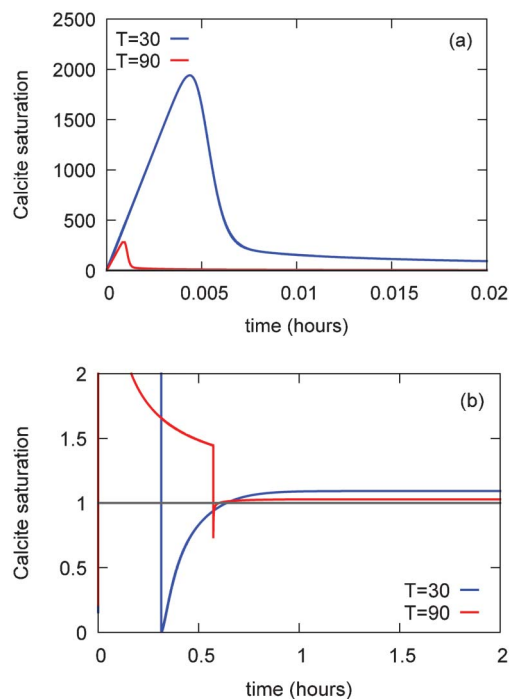 (a)
T=30
T=90
Calcite saturation
2500
2000
1500
1000
500
0
0 0.005 0.01 0.015 0.02
time (hours)
(b)
Calcite saturation
2
1.5
1
0.5
0
T=30
T=90
0 0.5 1 1.5 2
time (hours)